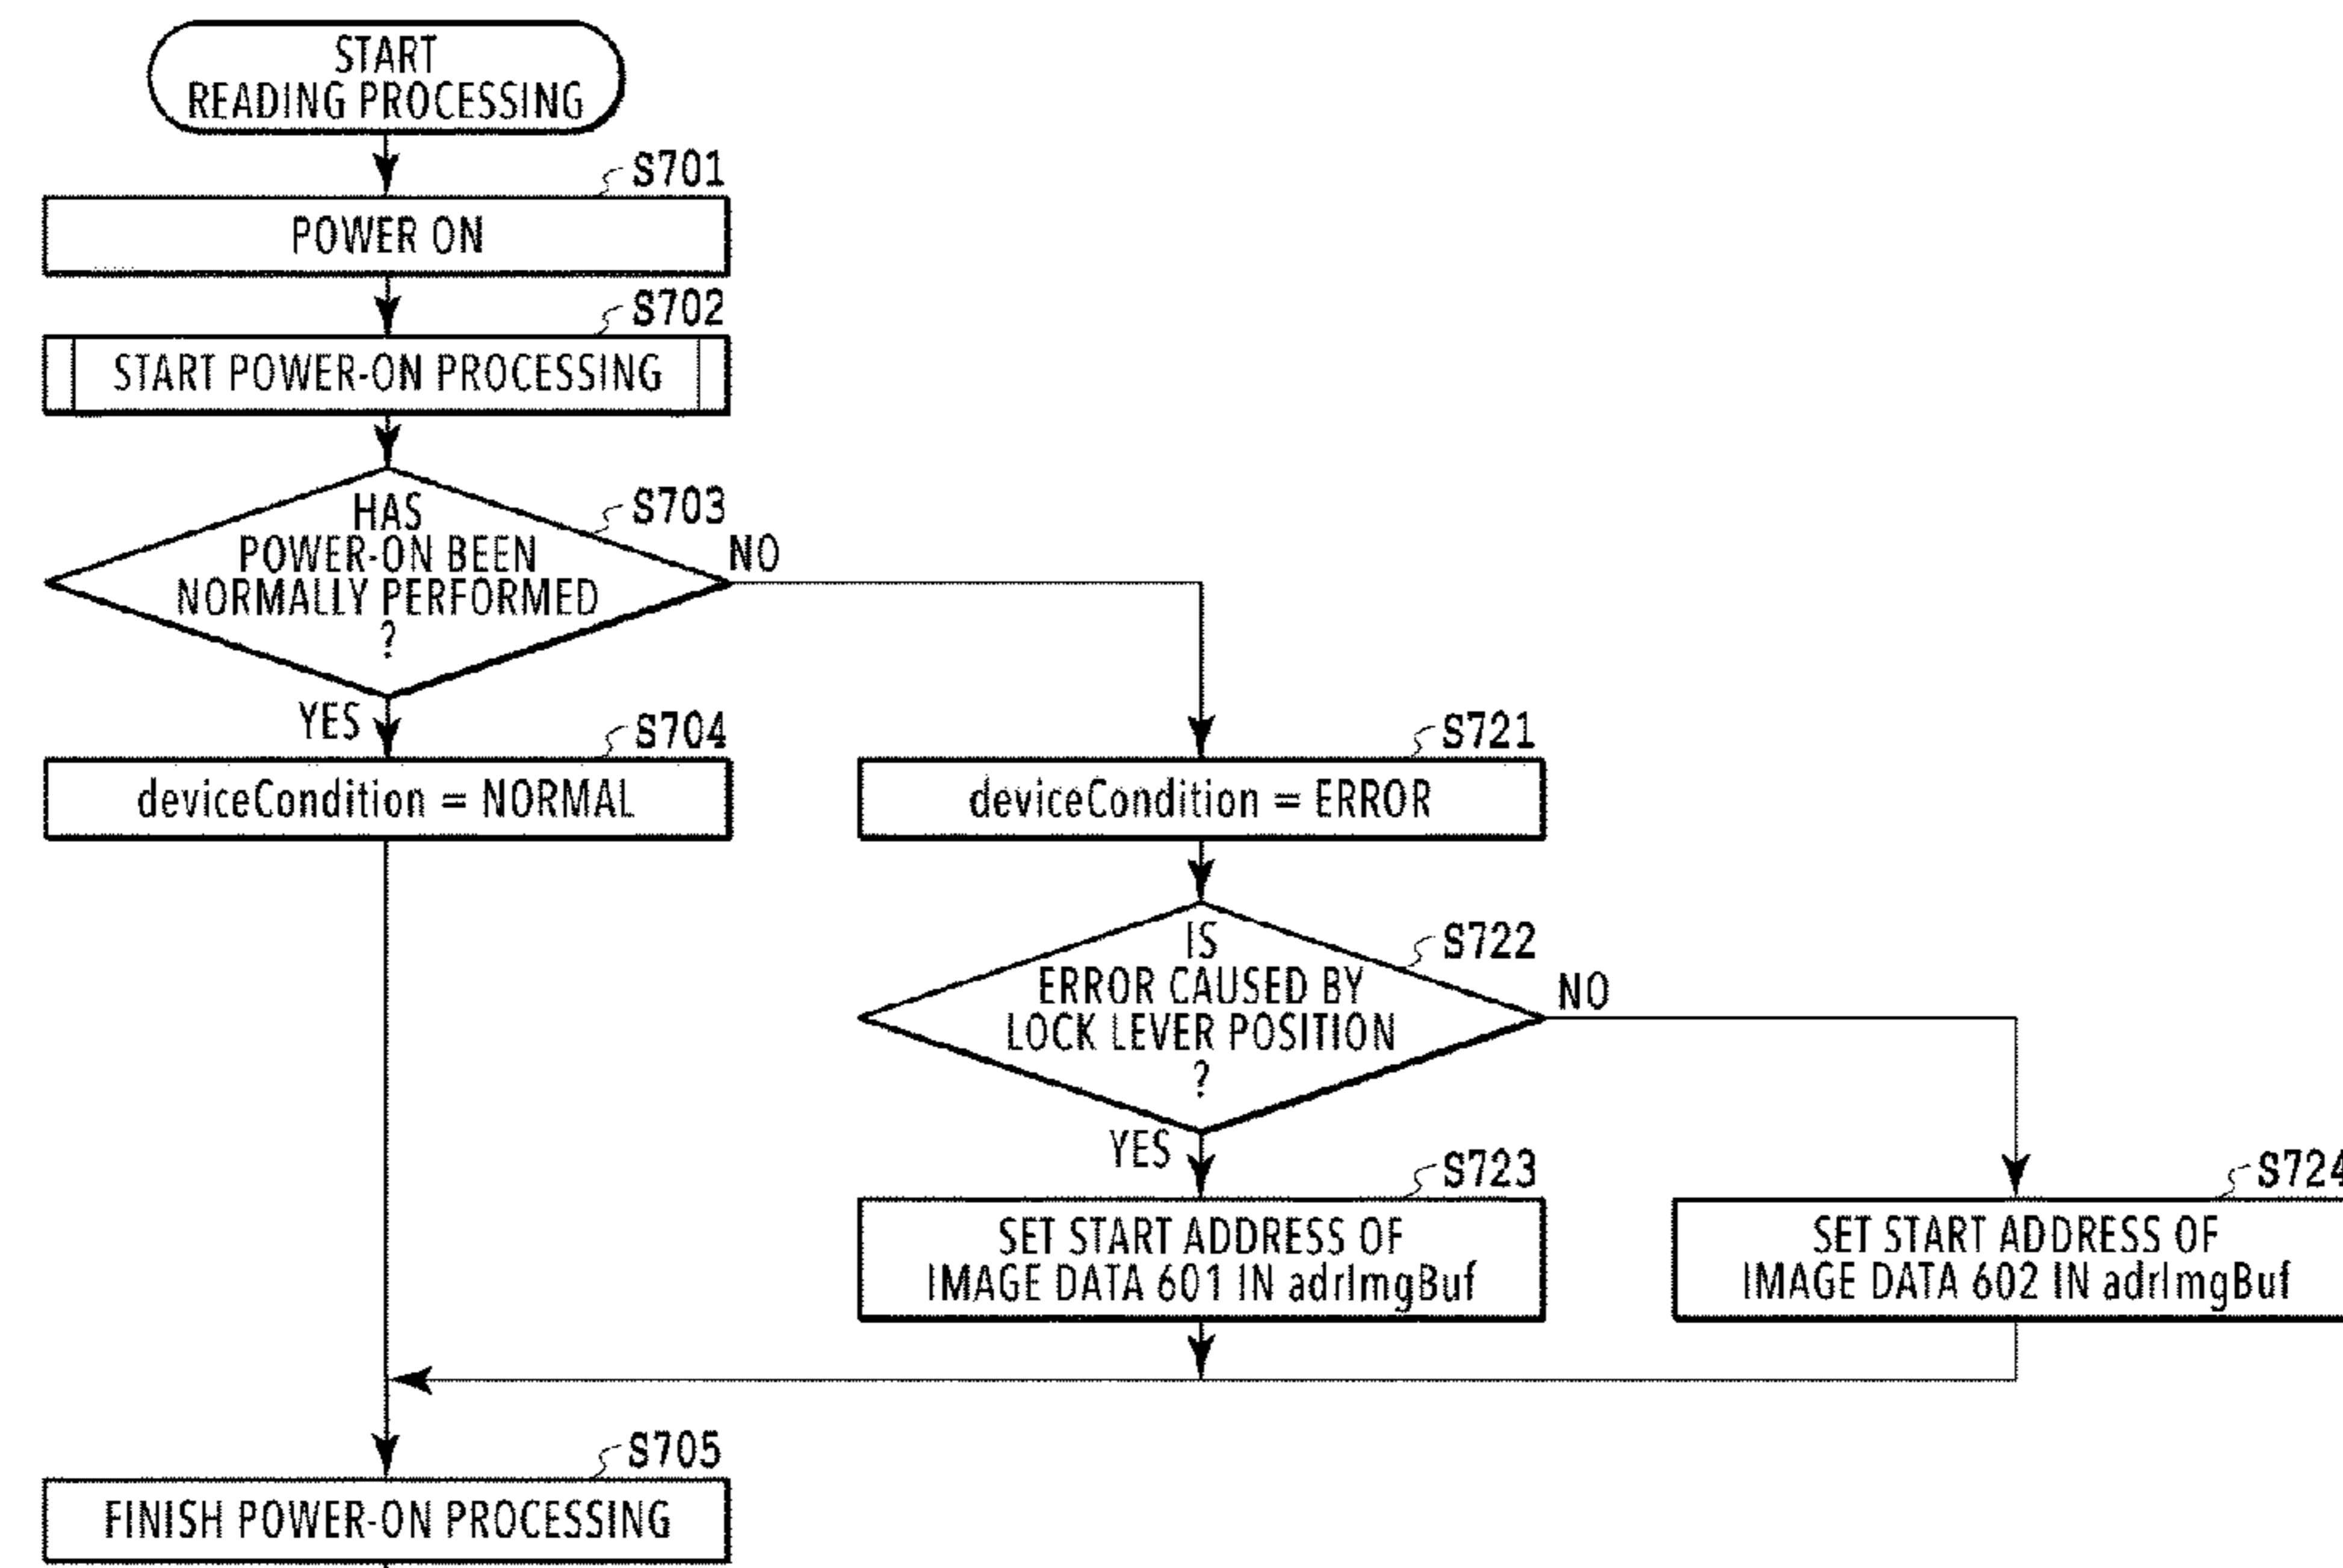 START
READING PROCESSING
S701
POWER ON
S702
START POWER-ON PROCESSING
S703
HAS
POWER-ON BEEN
NORMALLY PERFORMED
?
NO
YES
S704
deviceCondition = NORMAL
S721
deviceCondition = ERROR
S722
IS
ERROR CAUSED BY
LOCK LEVER POSITION
?
NO
YES
S723
SET START ADDRESS OF
IMAGE DATA 601 IN adrImgBuf
S724
SET START ADDRESS OF
IMAGE DATA 602 IN adrImgBuf
S705
FINISH POWER-ON PROCESSING